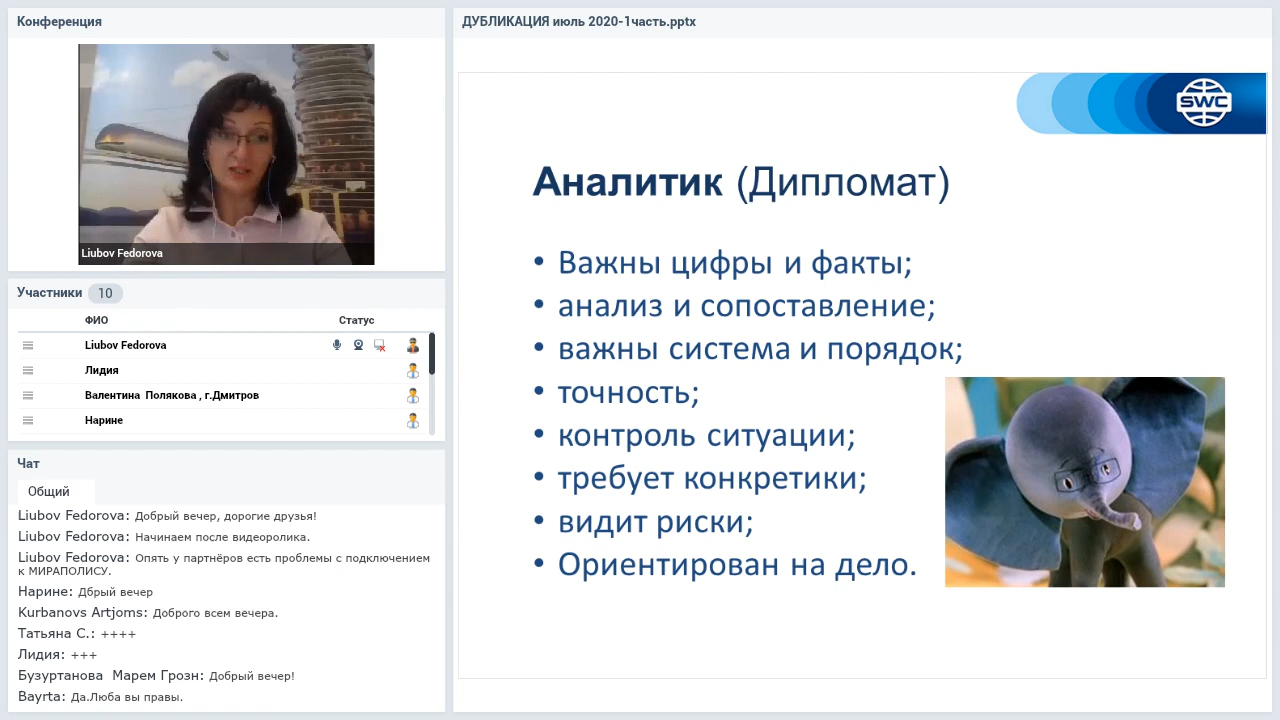 Конференция
Liubov Fedorova
Участники 10
ФИО Статус
Liubov Fedorova
Лидия
Валентина Полякова , г.Дмитров
Нарине
Чат
Общий
Liubov Fedorova: Добрый вечер, дорогие друзья!
Liubov Fedorova: Начинаем после видеоролика.
Liubov Fedorova: Опять у партнёров есть проблемы с подключением
к МИРАПОЛИСУ.
Нарине: Дбрый вечер
Kurbanovs Artjoms: Доброго всем вечера.
Татьяна С.: ++++
Лидия: +++
Бузуртанова Марем Грозн: Добрый вечер!
Bayrta: Да.Люба вы правы.
ДУБЛИКАЦИЯ июль 2020-1часть.pptx
SWC
Аналитик (Дипломат)
• Важны цифры и факты;
• анализ и сопоставление;
• важны система и порядок;
• точность;
• контроль ситуации;
• требует конкретики;
• видит риски;
• Ориентирован на дело.